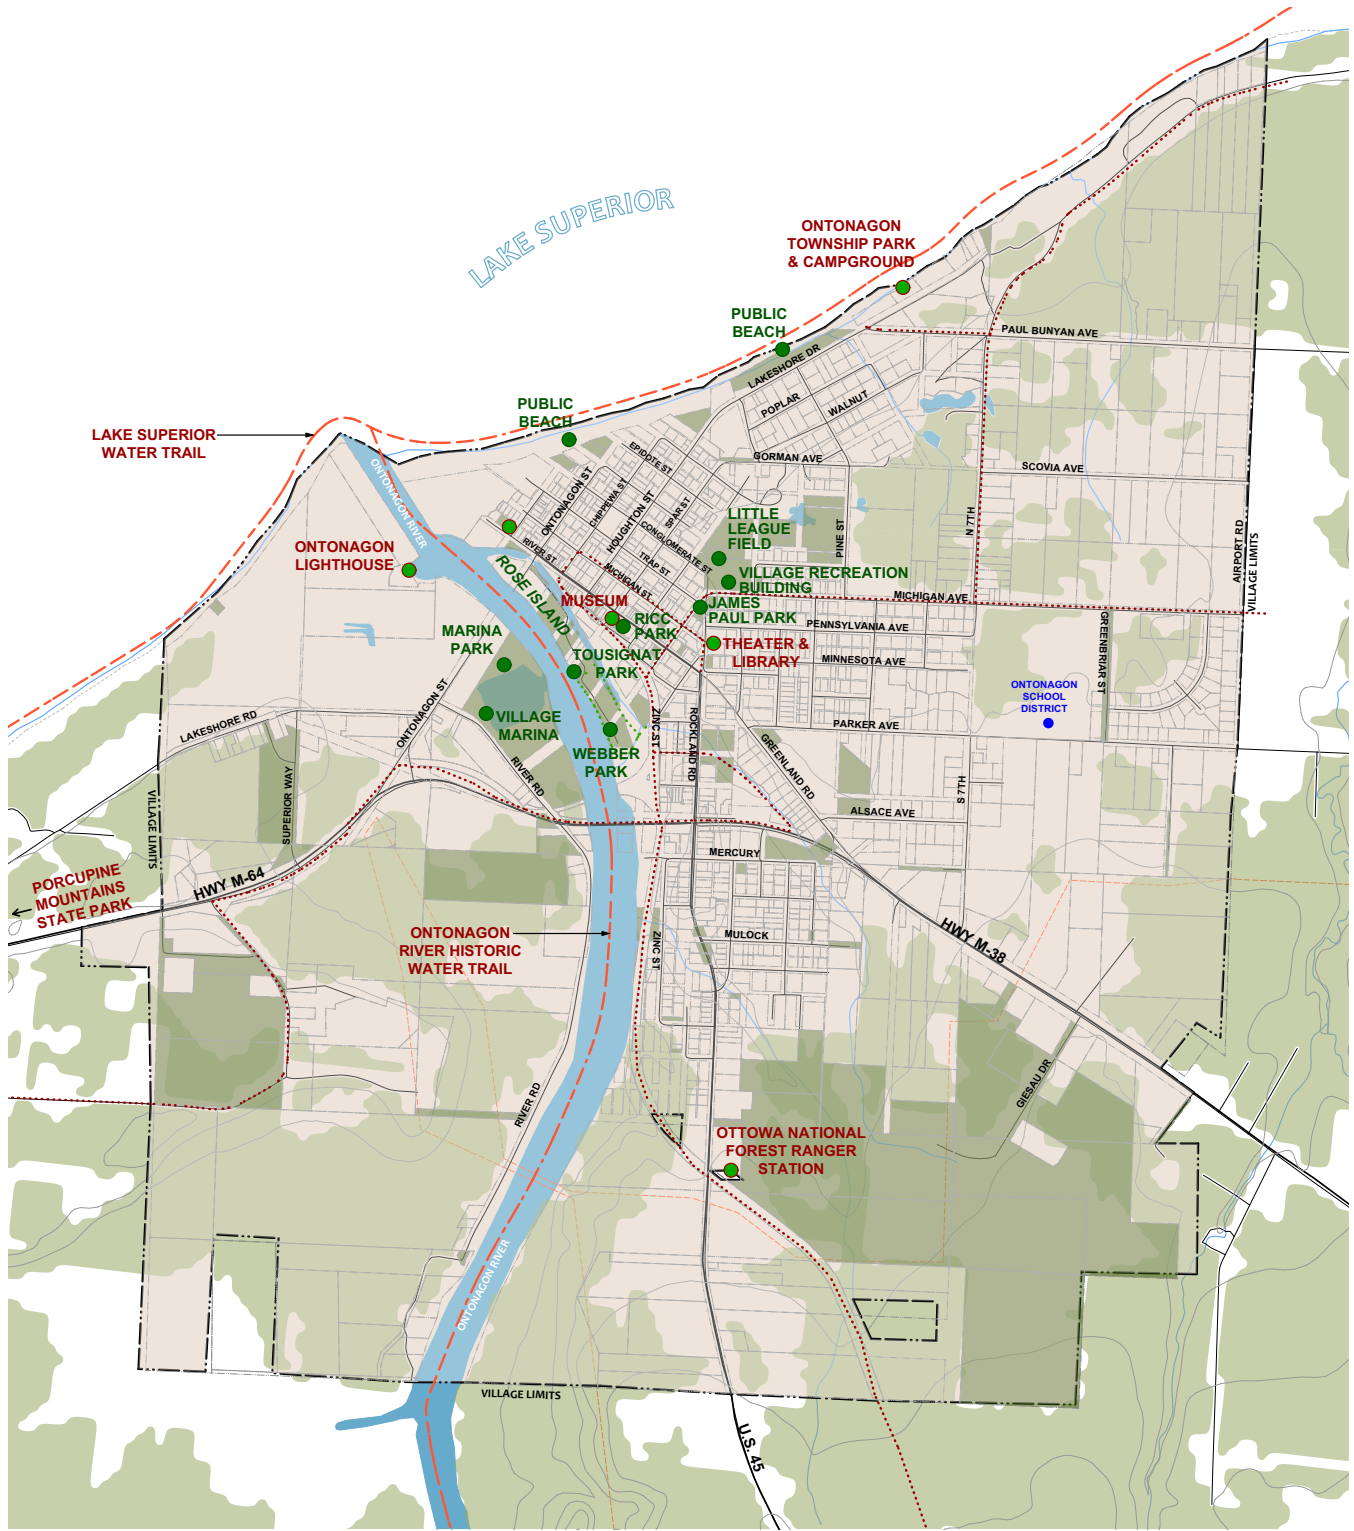 LAKE SUPERIOR
ONTONAGON
TOWNSHIP PARK
& CAMPGROUND
PUBLIC
BEACH
PAUL BUNYAN AVE
LAKESHORE DR
POPLAR
WALNUT
PUBLIC
BEACH
LAKE SUPERIOR
WATER TRAIL
EPIDOTE ST
GORMAN AVE
SCOVIA AVE
ONTONAGON RIVER
ONTONAGON ST
CHIPPEWA ST
HOUGHTON ST
SPAR ST
CONGLOMERATE ST
LITTLE
LEAGUE
FIELD
PINE ST
N 7TH
AIRPORT RD
VILLAGE LIMITS
RIVER ST
TRAP ST
MICHIGAN ST.
ONTONAGON
LIGHTHOUSE
ROSE ISLAND
VILLAGE RECREATION
BUILDING
MICHIGAN AVE
MUSEUM
JAMES
PAUL PARK
RICC
PARK
PENNSYLVANIA AVE
GREENBRIAR ST
MARINA
PARK
THEATER &
LIBRARY
TOUSIGNAT
PARK
MINNESOTA AVE
ONTONAGON
SCHOOL
DISTRICT
LAKESHORE RD
ONTONAGON ST
VILLAGE
MARINA
ZINC ST
ROCKLAND RD
PARKER AVE
GREENLAND RD
WEBBER
PARK
RIVER RD
S 7TH
VILLAGE LIMITS
SUPERIOR WAY
ALSACE AVE
MERCURY
PORCUPINE
MOUNTAINS
STATE PARK
HWY M-64
ONTONAGON
RIVER HISTORIC
WATER TRAIL
ZINC ST
MULOCK
HWY M-38
RIVER RD
GIESAU DR
OTTOWA NATIONAL
FOREST RANGER
STATION
ONTONAGON RIVER
VILLAGE LIMITS
U.S. 45